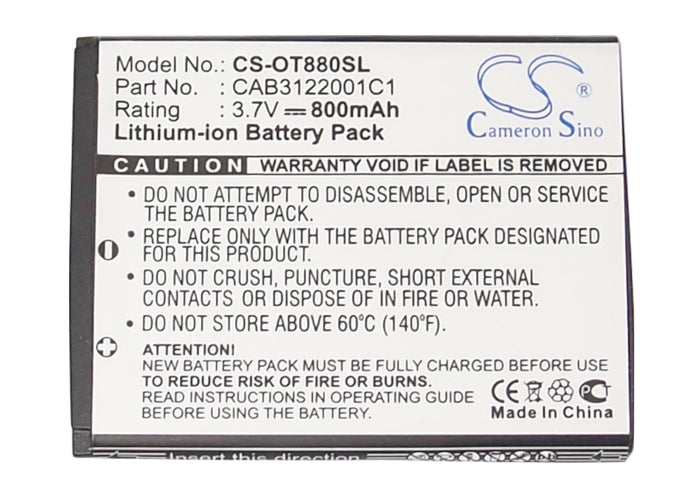 Model No.: CS-OT880SL
Part No. : CAB3122001C1
Rating : 3.7V 800mAh
Lithium-ion Battery Pack
CS
®
Cameron Sino
CAUTION WARRANTY VOID IF LABEL IS REMOVED
• DO NOT ATTEMPT TO DISASSEMBLE, OPEN OR SERVICE
THE BATTERY PACK.
• REPLACE ONLY WITH THE BATTERY PACK DESIGNATED
FOR THIS PRODUCT.
• DO NOT CRUSH, PUNCTURE, SHORT EXTERNAL
CONTACTS OR DISPOSE OF IN FIRE OR WATER.
• DO NOT STORE ABOVE 60°C (140°F).
ATTENTION!
NEW BATTERY PACK MUST BE FULLY CHARGED BEFORE USE
TO REDUCE RISK OF FIRE OR BURNS.
READ INSTRUCTIONS IN OPERATING MANUAL CAREFULLY
BEFORE USING THE BATTERY.
CE
Made In China